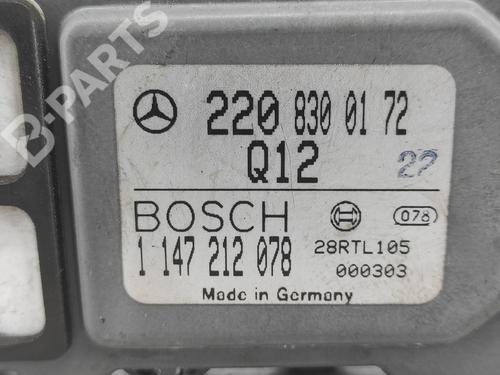 B-PARTS
220 830 01 72
Q12
22
BOSCH
078
1 147 212 078
28RTL105
000303
Made in Germany